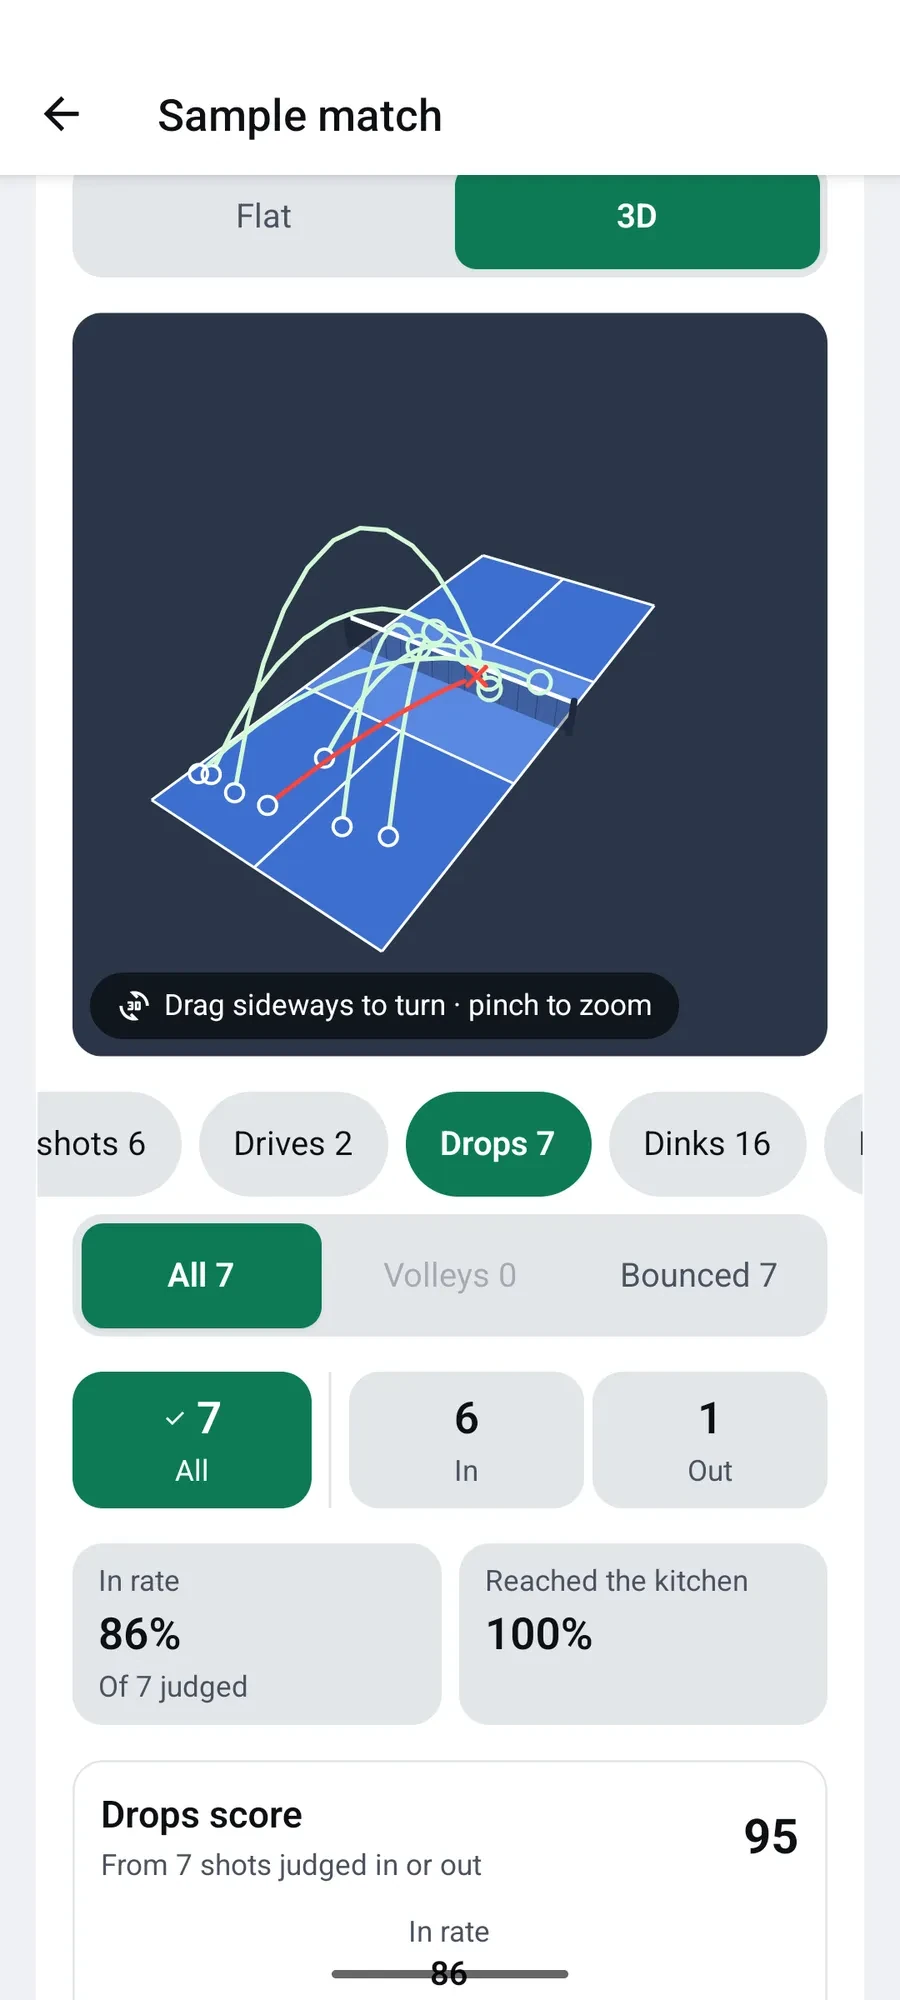 Sample match
Flat
3D
3D
Drag sideways to turn · pinch to zoom
shots 6
Drives 2
Drops 7
Dinks 16
All 7
Volleys 0
Bounced 7
7
All
6
In
1
Out
In rate
86%
Of 7 judged
Reached the kitchen
100%
Drops score
From 7 shots judged in or out
95
In rate
86